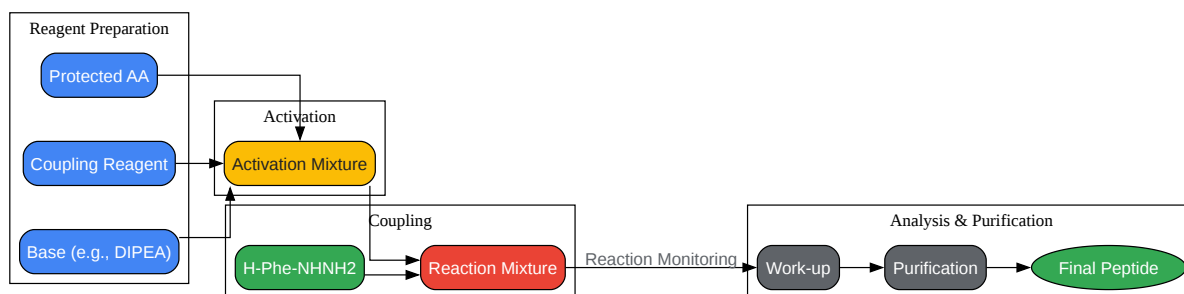 Reagent Preparation
Protected AA
Coupling Reagent
Base (e.g., DIPEA)
Activation
Activation Mixture
Coupling
H-Phe-NHNH2
Reaction Mixture
Reaction Monitoring
Analysis & Purification
Work-up
Purification
Final Peptide